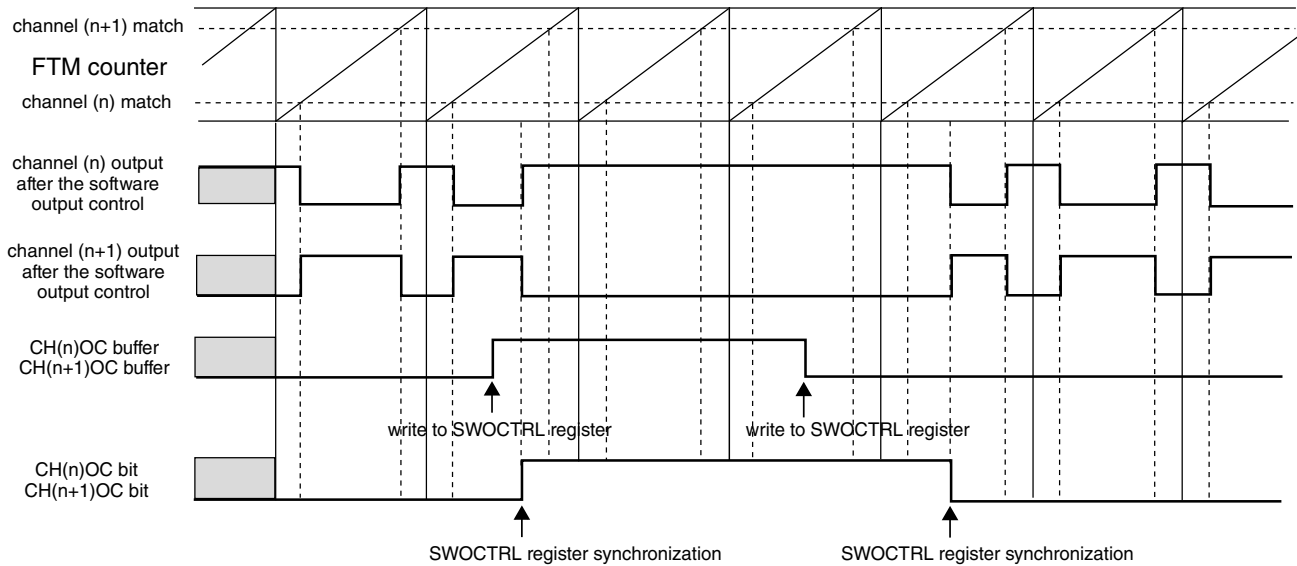 channel (n+1) match
FTM counter
channel (n) match
channel (n) output
after the software
output control
channel (n+1) output
after the software
output control
CH(n)OC buffer
CH(n+1)OC buffer
write to SWOCTRL register
write to SWOCTRL register
CH(n)OC bit
CH(n+1)OC bit
SWOCTRL register synchronization
SWOCTRL register synchronization